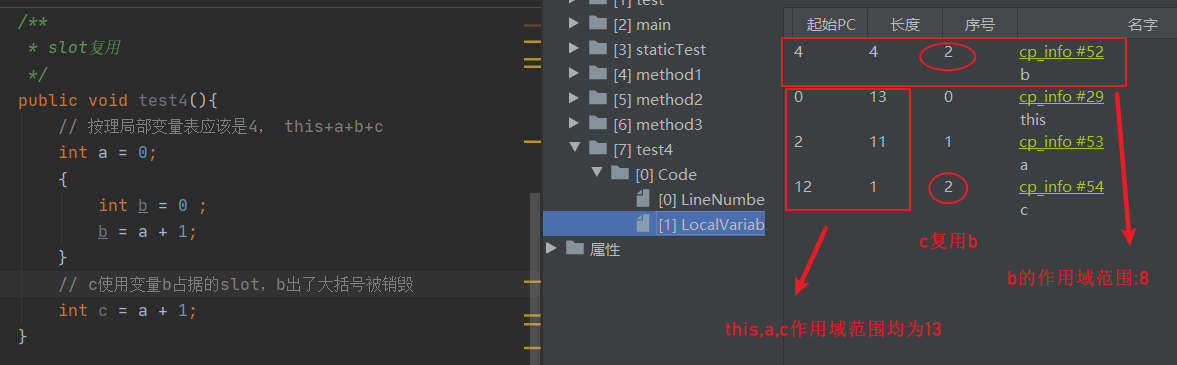 /**
 * slot复用
 */
public void test4(){
// 按理局部变量表应该是4， this+a+b+c
int a = 0;
{
int b = 0 ;
b = a + 1;
}
// c使用变量b占据的slot，b出了大括号被销毁
int c = a + 1;
}
[1] test
[2] main
[3] staticTest
[4] method1
[5] method2
[6] method3
[7] test4
[0] Code
[0] LineNumbe
[1] LocalVariab
属性
起始PC 长度 序号 名字
4 4 2 cp_info #52
b
0 13 0 cp_info #29
this
2 11 1 cp_info #53
a
12 1 2 cp_info #54
c
c复用b
b的作用域范围:8
this,a,c作用域范围均为13